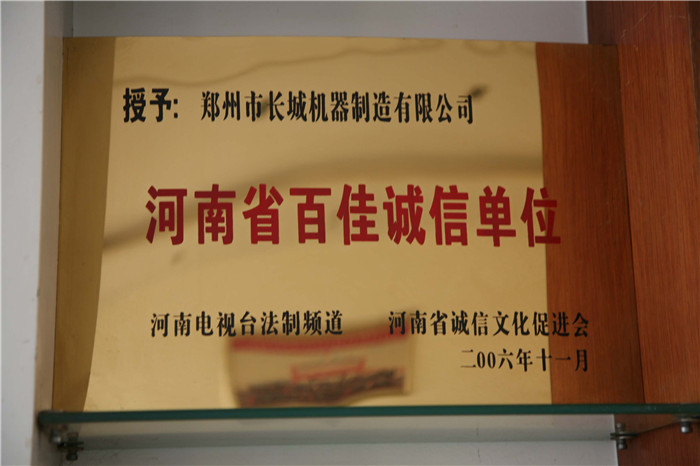 授予：郑州市长城机器制造有限公司
河南省百佳诚信单位
河南电视台法制频道 河南省诚信文化促进会
二00六年十一月